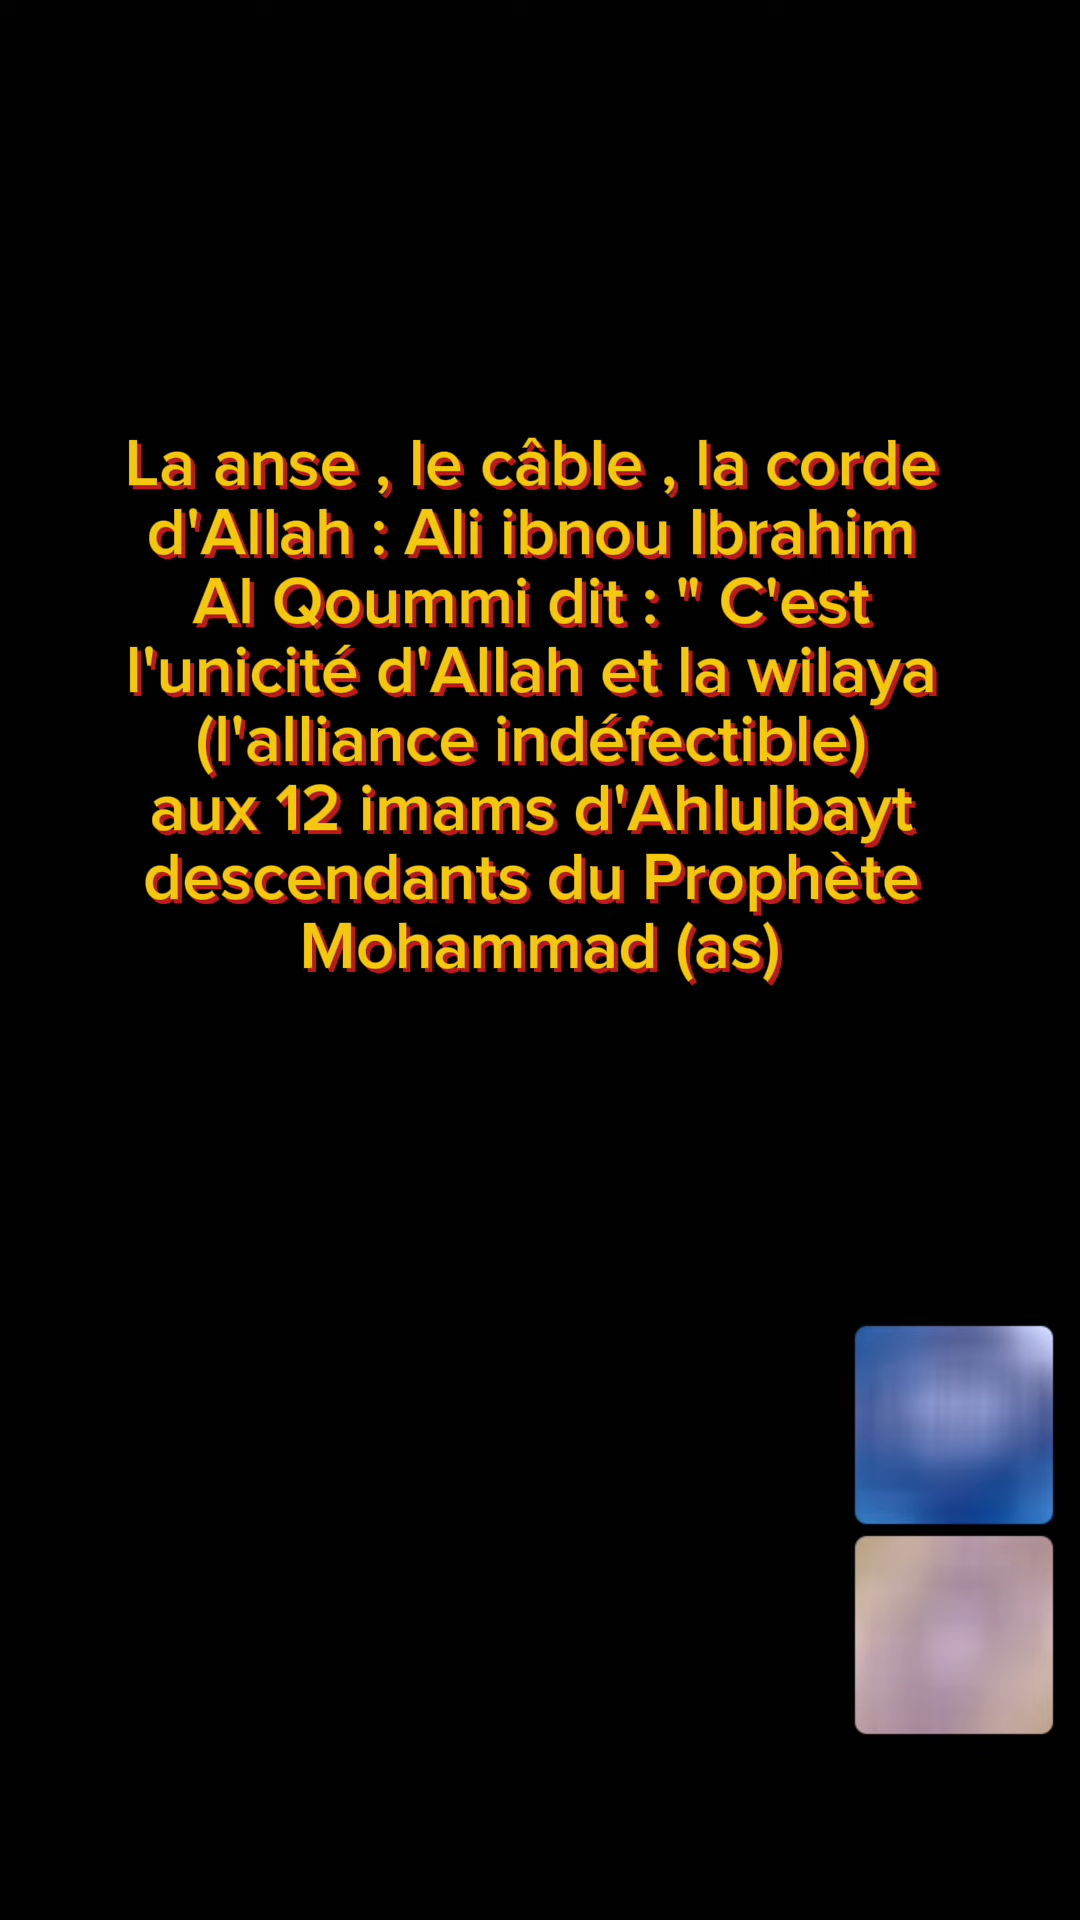 La anse , le câble , la corde
d'Allah : Ali ibnou Ibrahim
Al Qoummi dit : " C'est
l'unicité d'Allah et la wilaya
(l'alliance indéfectible)
aux 12 imams d'Ahlulbayt
descendants du Prophète
Mohammad (as)